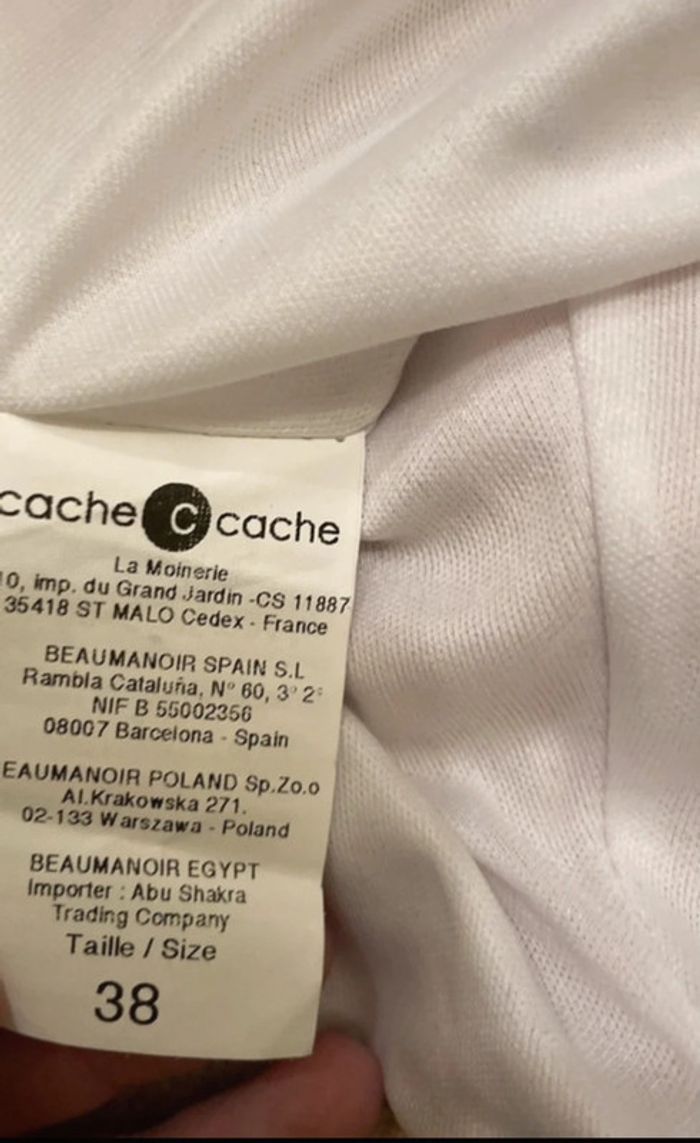 cache c cache
La Moinerie
10, imp. du Grand Jardin -CS 11887
35418 ST MALO Cedex - France
BEAUMANOIR SPAIN S.L
Rambla Cataluña, N° 60, 3° 2ª
NIF B 55002356
08007 Barcelona - Spain
EAUMANOIR POLAND Sp.Zo.o
Al.Krakowska 271.
02-133 Warszawa - Poland
BEAUMANOIR EGYPT
Importer : Abu Shakra
Trading Company
Taille / Size
38